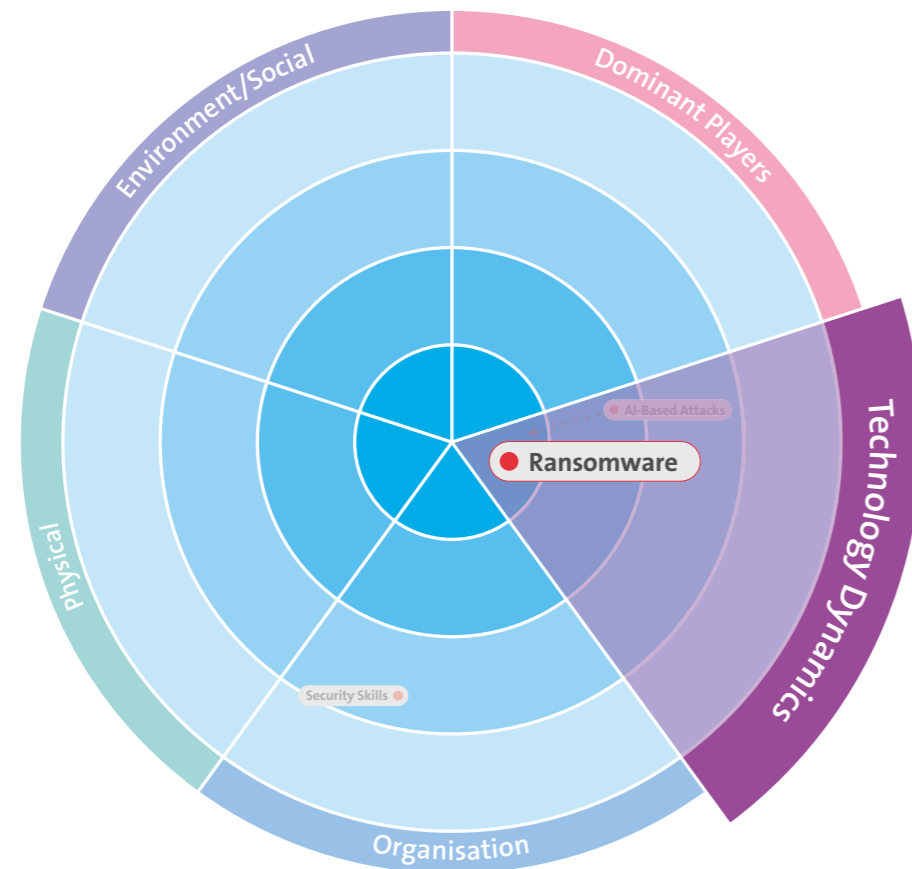 Environment/Social
Dominant Players
AI-Based Attacks
Ransomware
Technology Dynamics
Physical
Security Skills
Organisation